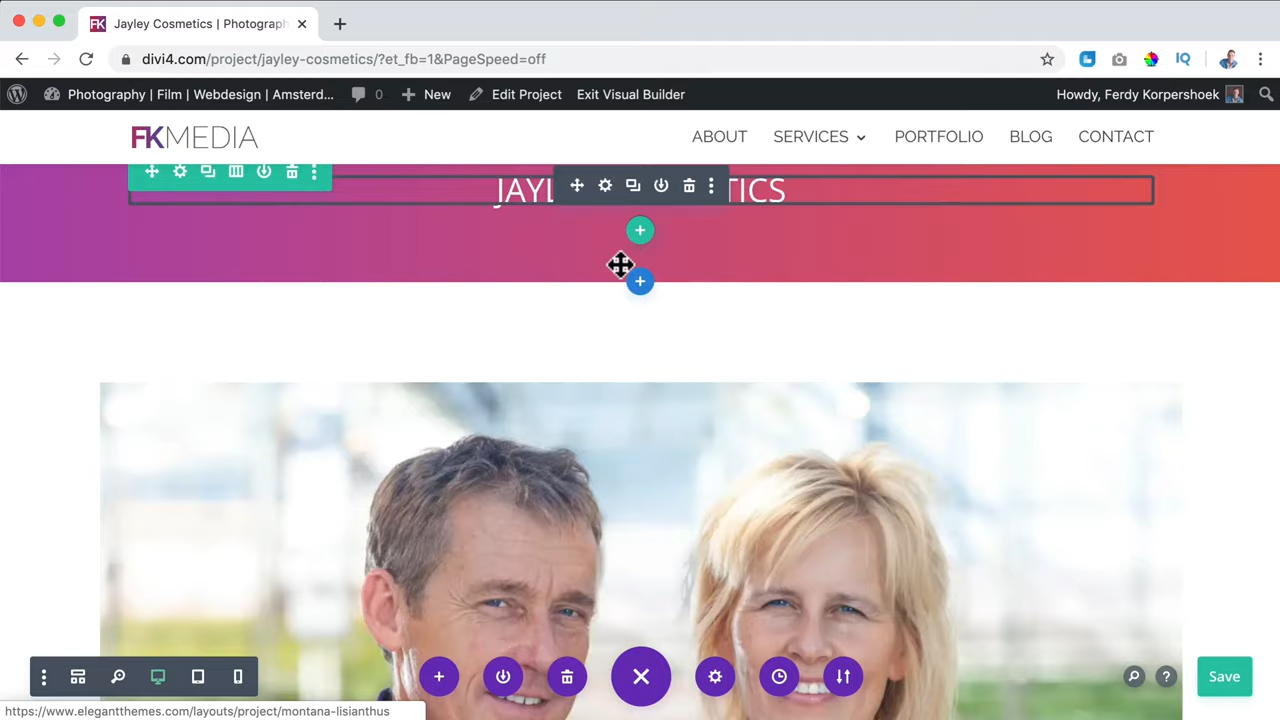 FK Jayley Cosmetics | Photograph
divi4.com/project/jayley-cosmetics/?et_fb=1&PageSpeed=off
IQ
Photography | Film | Webdesign | Amsterd... 0 New Edit Project Exit Visual Builder Howdy, Ferdy Korpershoek
FKMEDIA ABOUT SERVICES PORTFOLIO BLOG CONTACT
JAYL TICS
? Save
https://www.elegantthemes.com/layouts/project/montana-lisianthus